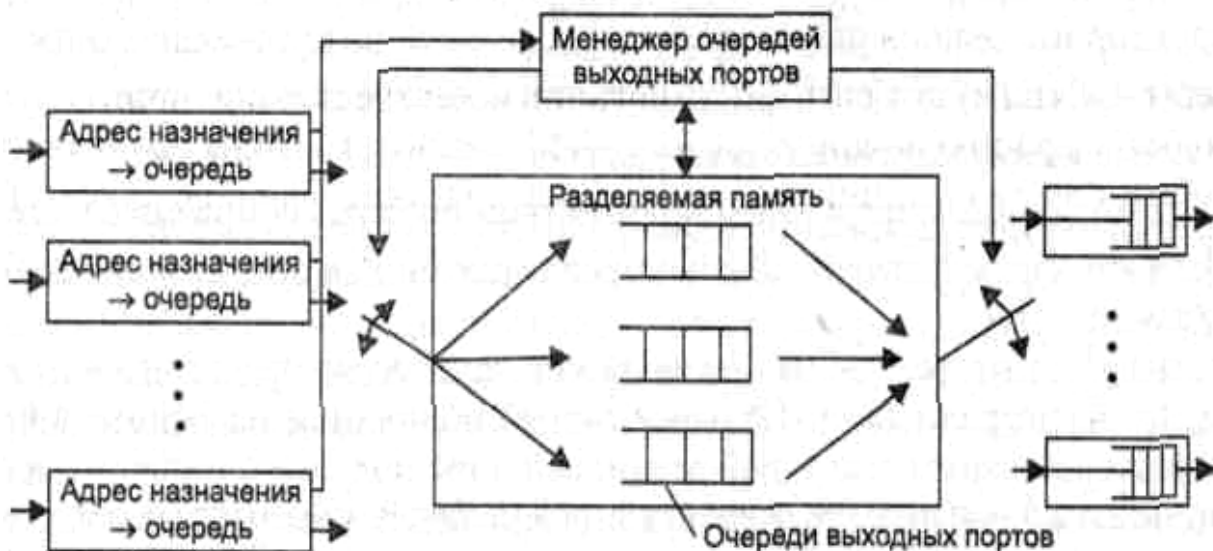 Менеджер очередей
выходных портов
Адрес назначения
→ очередь
Разделяемая память
Адрес назначения
→ очередь
Адрес назначения
→ очередь
Очереди выходных портов